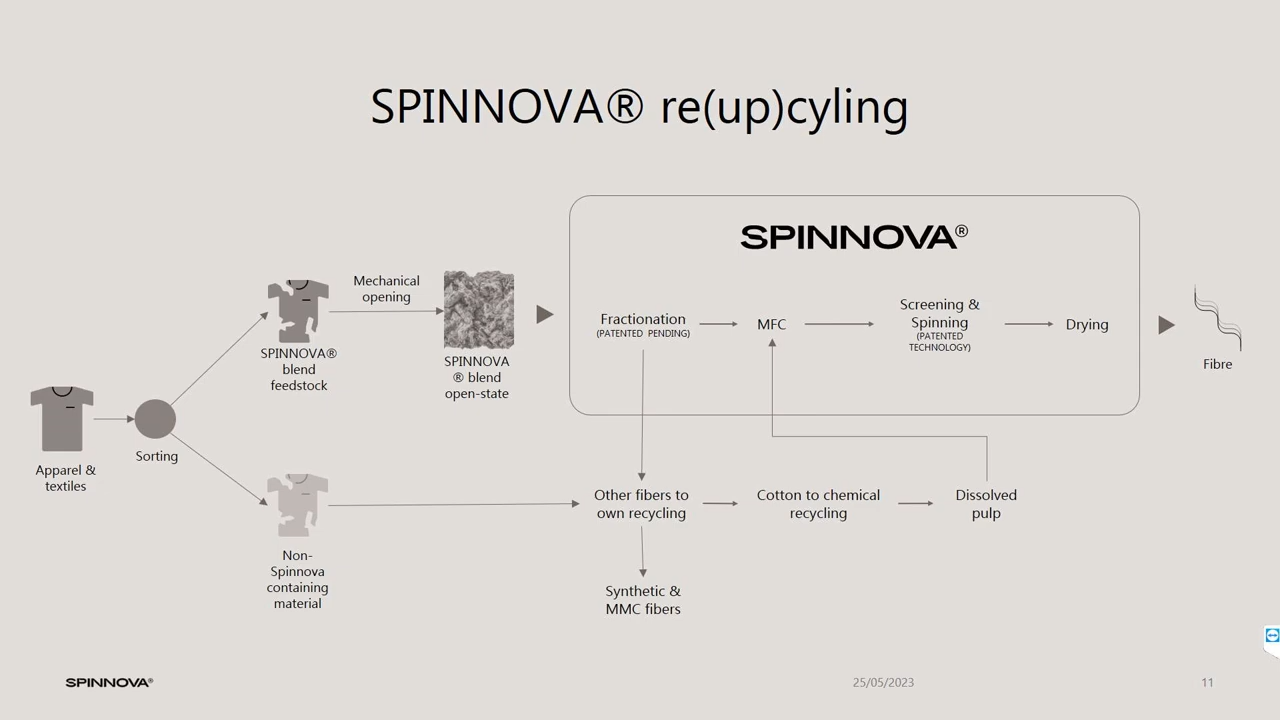 SPINNOVA® re(up)cyling
SPINNOVA®
Mechanical
opening
SPINNOVA®
blend
feedstock
SPINNOVA
® blend
open-state
Fractionation
(PATENTED PENDING)
MFC
Screening &
Spinning
(PATENTED
TECHNOLOGY)
Drying
Fibre
Apparel &
textiles
Sorting
Non-
Spinnova
containing
material
Other fibers to
own recycling
Cotton to chemical
recycling
Dissolved
pulp
Synthetic &
MMC fibers
SPINNOVA®
25/05/2023
11